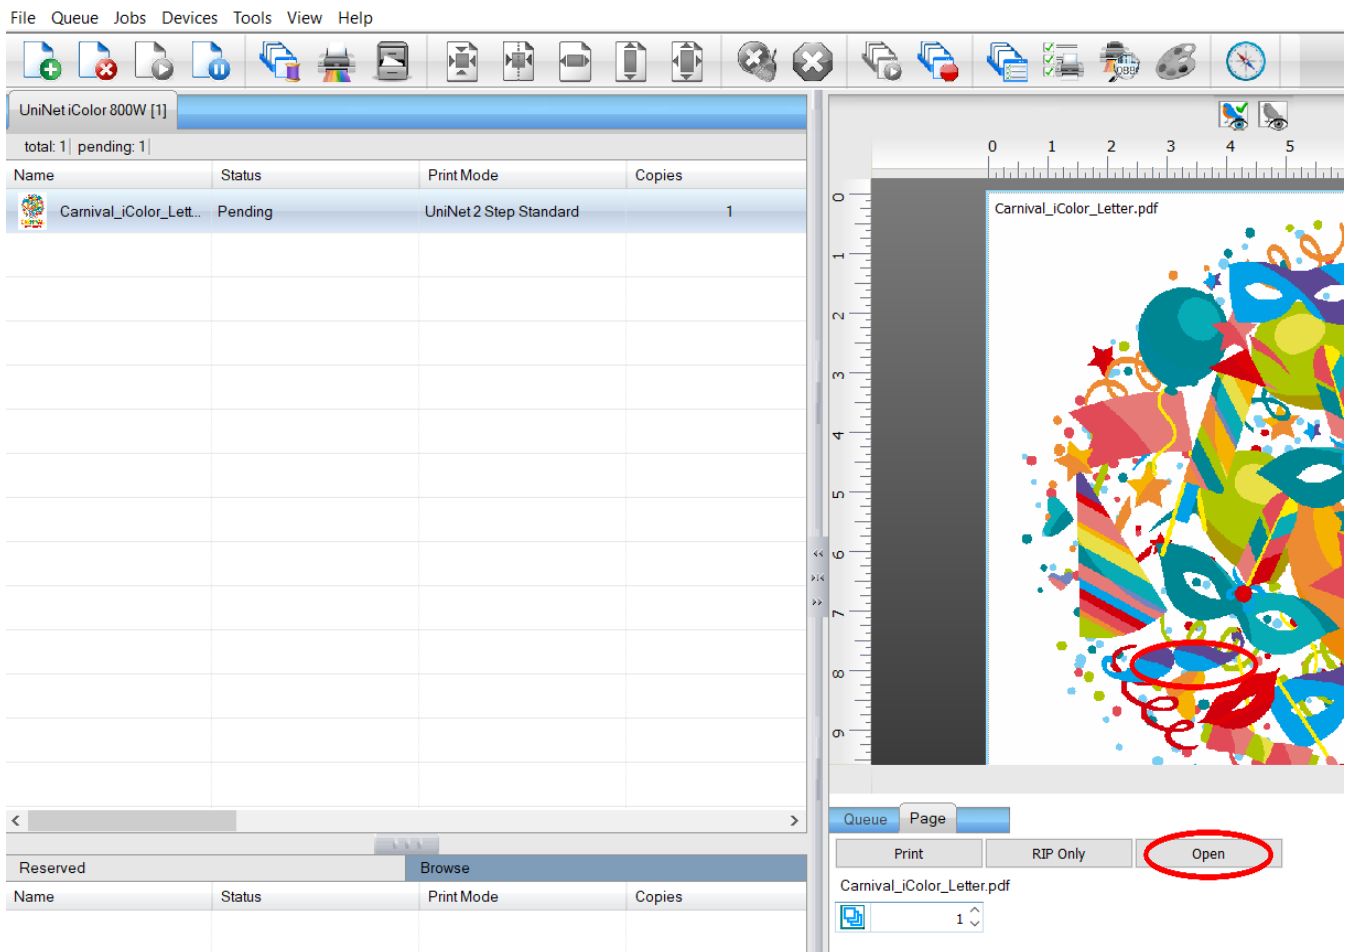 File Queue Jobs Devices Tools View Help
UniNet iColor 800W [1]
total: 1 pending: 1
Name Status Print Mode Copies
Carnival_iColor_Lett... Pending UniNet 2 Step Standard 1
0 1 2 3 4 5
0
1
2
3
4
5
6
7
8
9
Carnival_iColor_Letter.pdf
Queue Page
Print RIP Only Open
Carnival_iColor_Letter.pdf
1
Reserved Browse
Name Status Print Mode Copies